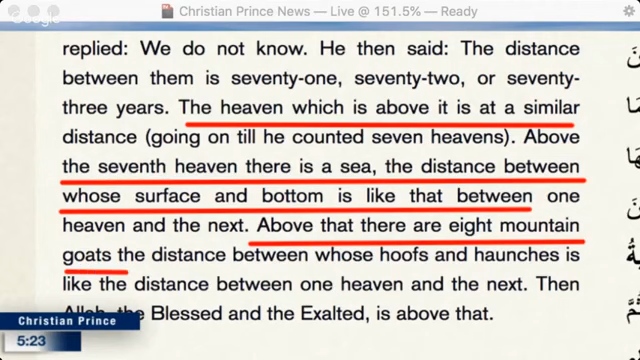 Christian Prince News — Live @ 151.5% — Ready
replied: We do not know. He then said: The distance
between them is seventy-one, seventy-two, or seventy-
three years. The heaven which is above it is at a similar
distance (going on till he counted seven heavens). Above
the seventh heaven there is a sea, the distance between
whose surface and bottom is like that between one
heaven and the next. Above that there are eight mountain
goats the distance between whose hoofs and haunches is
like the distance between one heaven and the next. Then
Allah, the Blessed and the Exalted, is above that.
Christian Prince
5:23